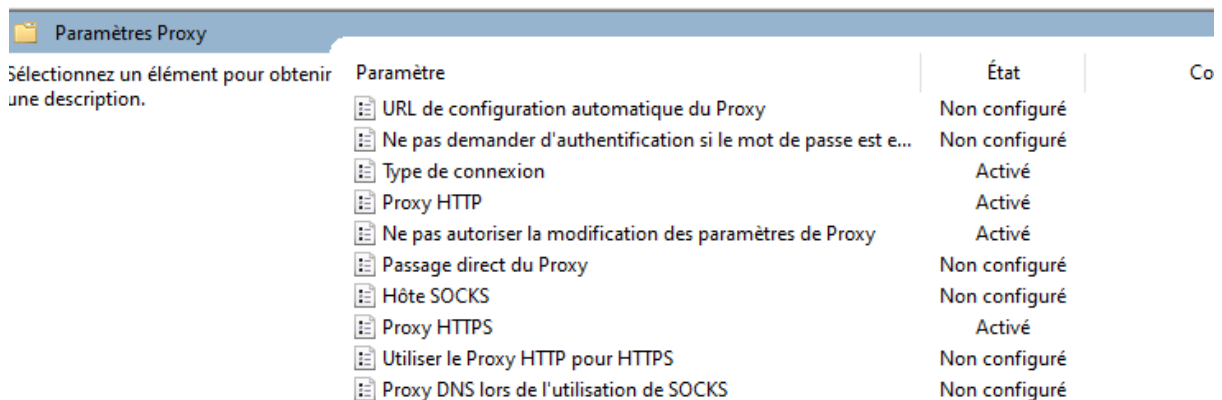 Paramètres Proxy
Sélectionnez un élément pour obtenir
une description.
Paramètre État Co
URL de configuration automatique du Proxy Non configuré
Ne pas demander d'authentification si le mot de passe est e... Non configuré
Type de connexion Activé
Proxy HTTP Activé
Ne pas autoriser la modification des paramètres de Proxy Activé
Passage direct du Proxy Non configuré
Hôte SOCKS Non configuré
Proxy HTTPS Activé
Utiliser le Proxy HTTP pour HTTPS Non configuré
Proxy DNS lors de l'utilisation de SOCKS Non configuré